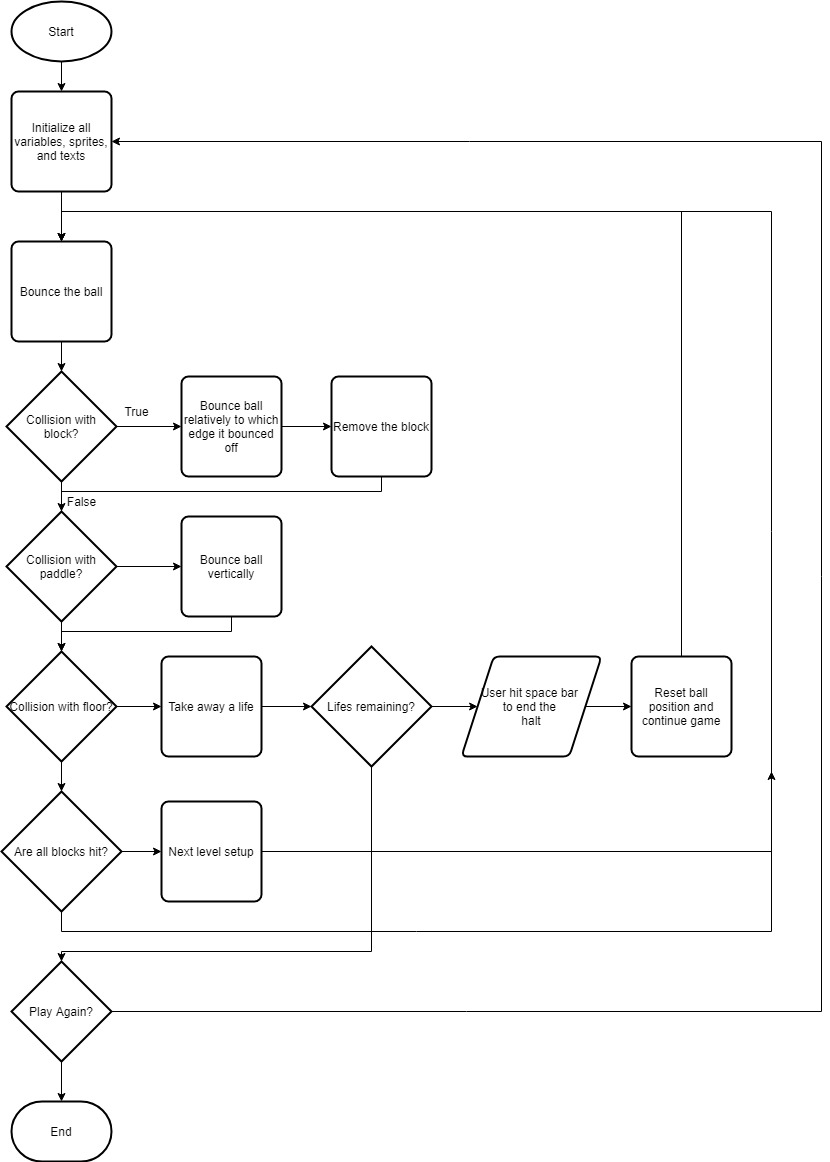 Start
Initialize all
variables, sprites,
and texts
Bounce the ball
Collision with
block?
True
Bounce ball
relatively to which
edge it bounced
off
Remove the block
False
Collision with
paddle?
Bounce ball
vertically
Collision with floor?
Take away a life
Lifes remaining?
User hit space bar
to end the
halt
Reset ball
position and
continue game
Are all blocks hit?
Next level setup
Play Again?
End